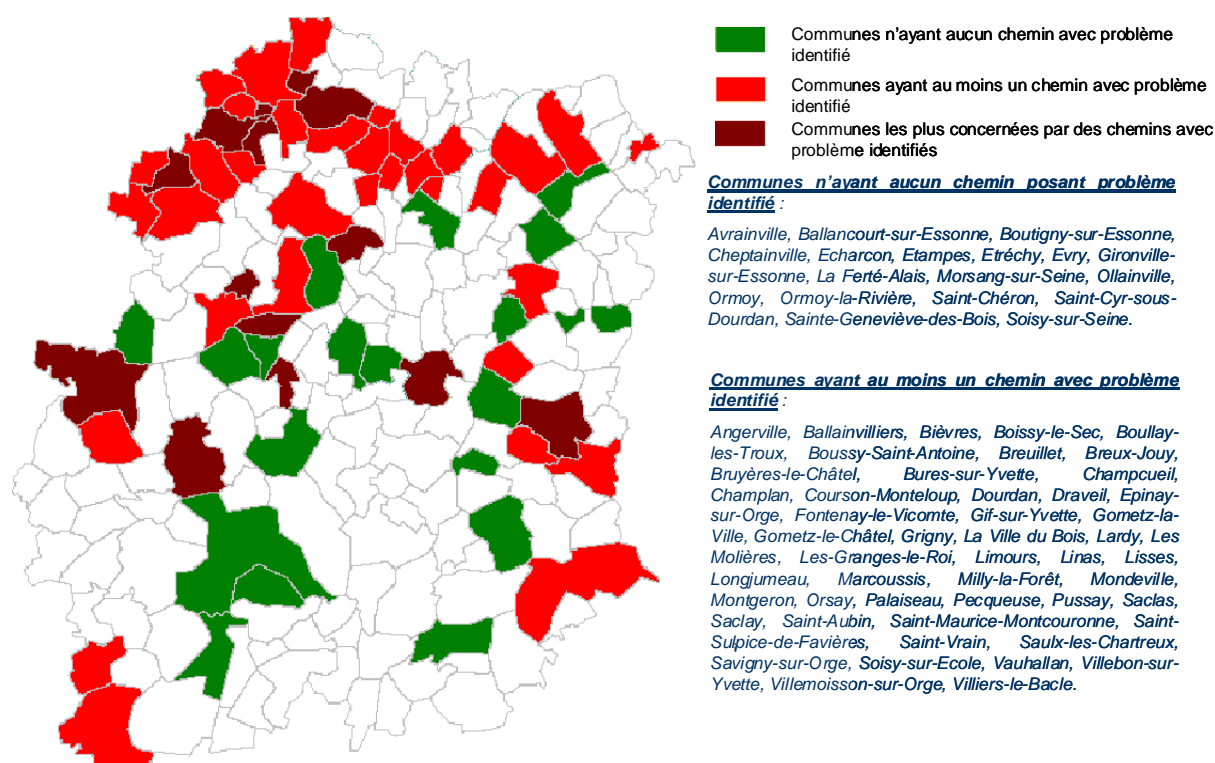 Communes n'ayant aucun chemin avec problème
identifié
Communes ayant au moins un chemin avec problème
identifié
Communes les plus concernées par des chemins avec
problème identifiés
Communes n'ayant aucun chemin posant problème
identifié :
Avrainville, Ballancourt-sur-Essonne, Boutigny-sur-Essonne,
Cheptainville, Echarcon, Etampes, Etréchy, Evry, Gironville-
sur-Essonne, La Ferté-Alais, Morsang-sur-Seine, Ollainville,
Ormoy, Ormoy-la-Rivière, Saint-Chéron, Saint-Cyr-sous-
Dourdan, Sainte-Geneviève-des-Bois, Soisy-sur-Seine.
Communes ayant au moins un chemin avec problème
identifié :
Angerville, Ballainvilliers, Bièvres, Boissy-le-Sec, Boullay-
les-Troux, Boussy-Saint-Antoine, Breuillet, Breux-Jouy,
Bruyères-le-Châtel, Bures-sur-Yvette, Champcueil,
Champlan, Courson-Monteloup, Dourdan, Draveil, Epinay-
sur-Orge, Fontenay-le-Vicomte, Gif-sur-Yvette, Gometz-la-
Ville, Gometz-le-Châtel, Grigny, La Ville du Bois, Lardy, Les
Molières, Les-Granges-le-Roi, Limours, Linas, Lisses,
Longjumeau, Marcoussis, Milly-la-Forêt, Mondeville,
Montgeron, Orsay, Palaiseau, Pecqueuse, Pussay, Saclas,
Saclay, Saint-Aubin, Saint-Maurice-Montcouronne, Saint-
Sulpice-de-Favières, Saint-Vrain, Saulx-les-Chartreux,
Savigny-sur-Orge, Soisy-sur-Ecole, Vauhallan, Villebon-sur-
Yvette, Villemoisson-sur-Orge, Villiers-le-Bacle.